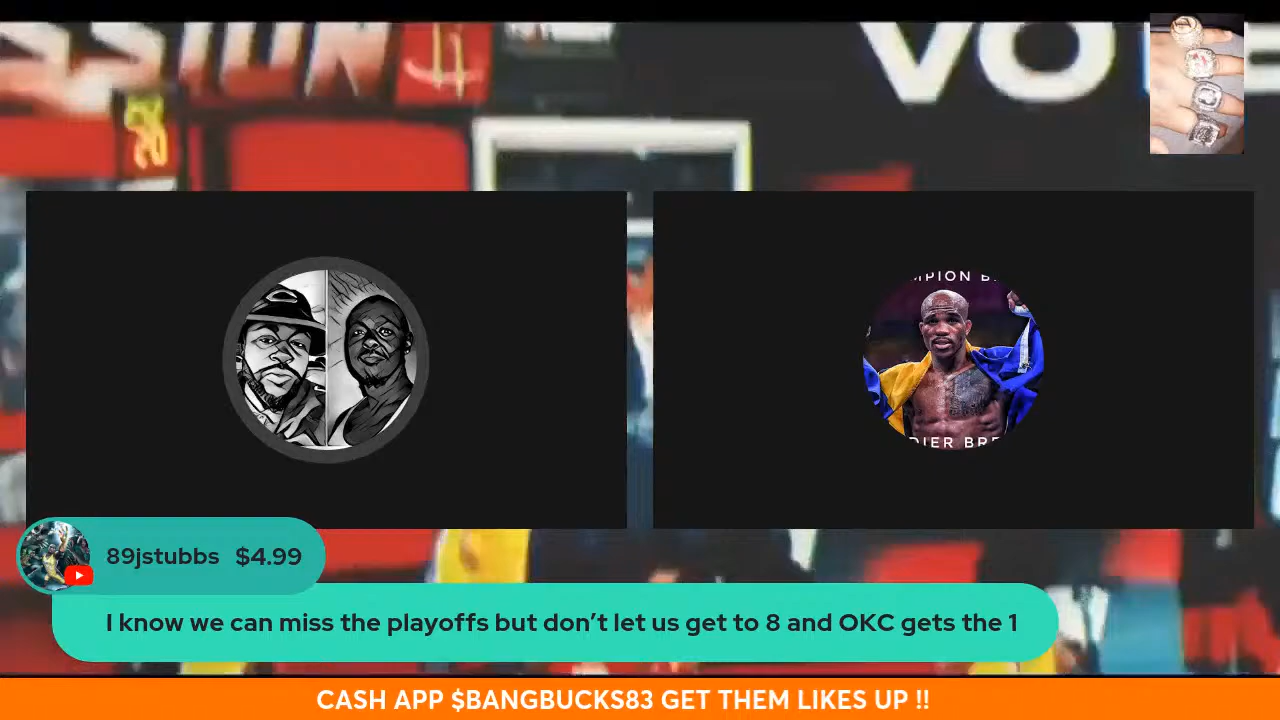 VOTE
89jstubbs $4.99
I know we can miss the playoffs but don't let us get to 8 and OKC gets the 1
CASH APP $BANGBUCKS83 GET THEM LIKES UP !!